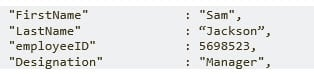 "FirstName" : "Sam",
"LastName" : “Jackson”,
"employeeID" : 5698523,
"Designation" : "Manager",